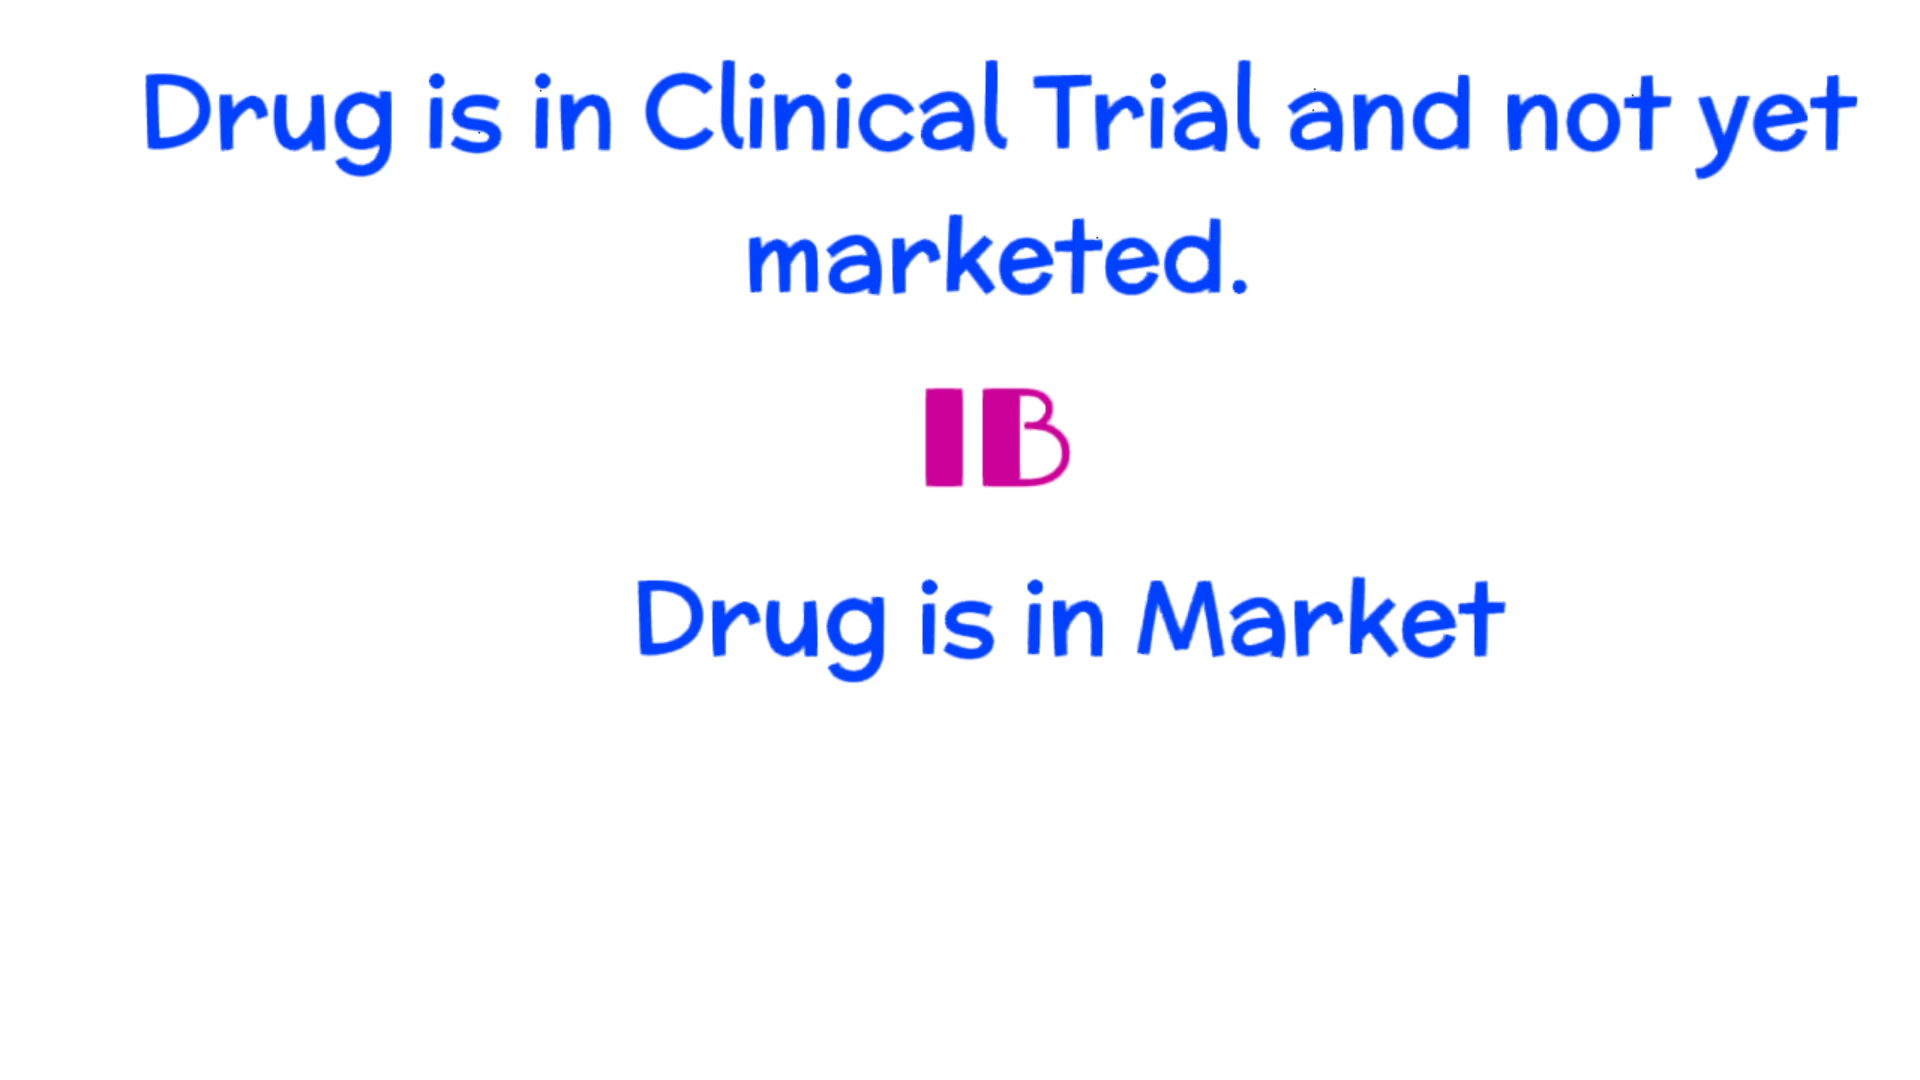 Drug is in Clinical Trial and not yet
marketed.
IB
Drug is in Market